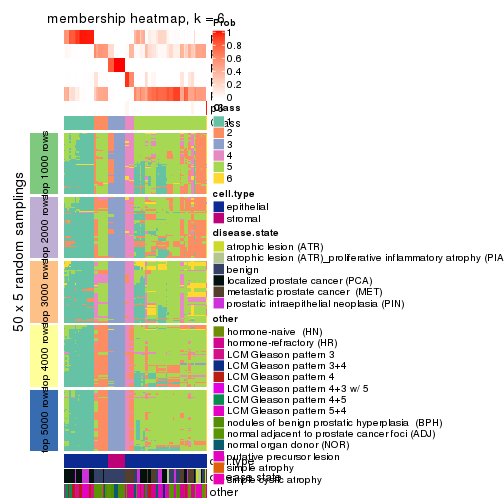 membership heatmap, k = 6
Prob
1
0.8
0.6
0.4
0.2
0
Class
Class
1
2
3
4
5
6
50 x 5 random samplings
top 1000 rows
top 2000 rows
top 3000 rows
top 4000 rows
top 5000 rows
cell.type
epithelial
stromal
disease.state
atrophic lesion (ATR)
atrophic lesion (ATR)_proliferative inflammatory atrophy (PIA
benign
localized prostate cancer (PCA)
metastatic prostate cancer (MET)
prostatic intraepithelial neoplasia (PIN)
other
hormone-naive (HN)
hormone-refractory (HR)
LCM Gleason pattern 3
LCM Gleason pattern 3+4
LCM Gleason pattern 4
LCM Gleason pattern 4+3 w/ 5
LCM Gleason pattern 4+5
LCM Gleason pattern 5+4
nodules of benign prostatic hyperplasia (BPH)
normal adjacent to prostate cancer foci (ADJ)
normal organ donor (NOR)
putative precursor lesion
simple atrophy
simple cystic atrophy
cell.type
disease.state
other